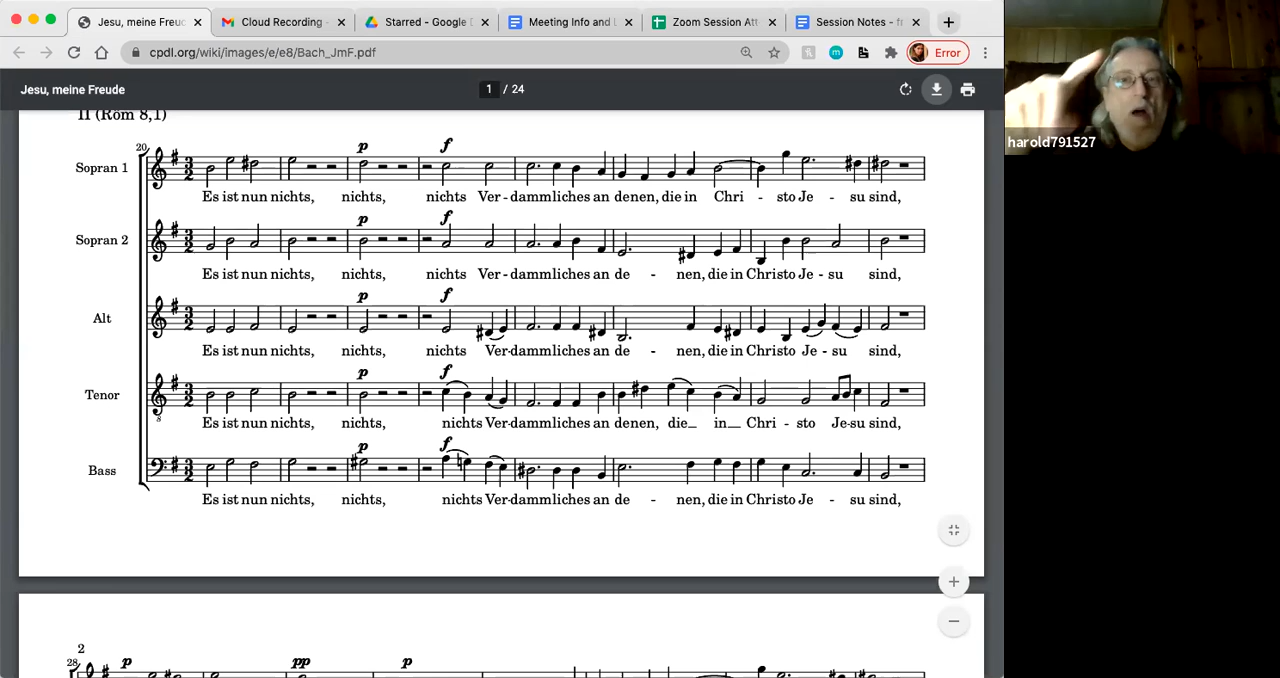 Jesu, meine Freud
Cloud Recording -
Starred - Google D
Meeting Info and L
Zoom Session Att
Session Notes - f
cpdl.org/wiki/images/e/e8/Bach_JmF.pdf
Error
Jesu, meine Freude
1 / 24
harold791527
II (Röm 8,1)
20
p f
Sopran 1
Es ist nun nichts, nichts, nichts Ver-dammliches an denen, die in Chri - sto Je - su sind,
p f
Sopran 2
Es ist nun nichts, nichts, nichts Ver-dammliches an de - nen, die in Christo Je - su sind,
p f
Alt
Es ist nun nichts, nichts, nichts Ver-dammliches an de - nen, die in Christo Je - su sind,
p f
Tenor
8
Es ist nun nichts, nichts, nichts Ver-dammliches an denen, die_ in_ Chri - sto Je-su sind,
p f
Bass
Es ist nun nichts, nichts, nichts Ver-dammliches an de - nen, die in Christo Je - su sind,
2
28
p pp p